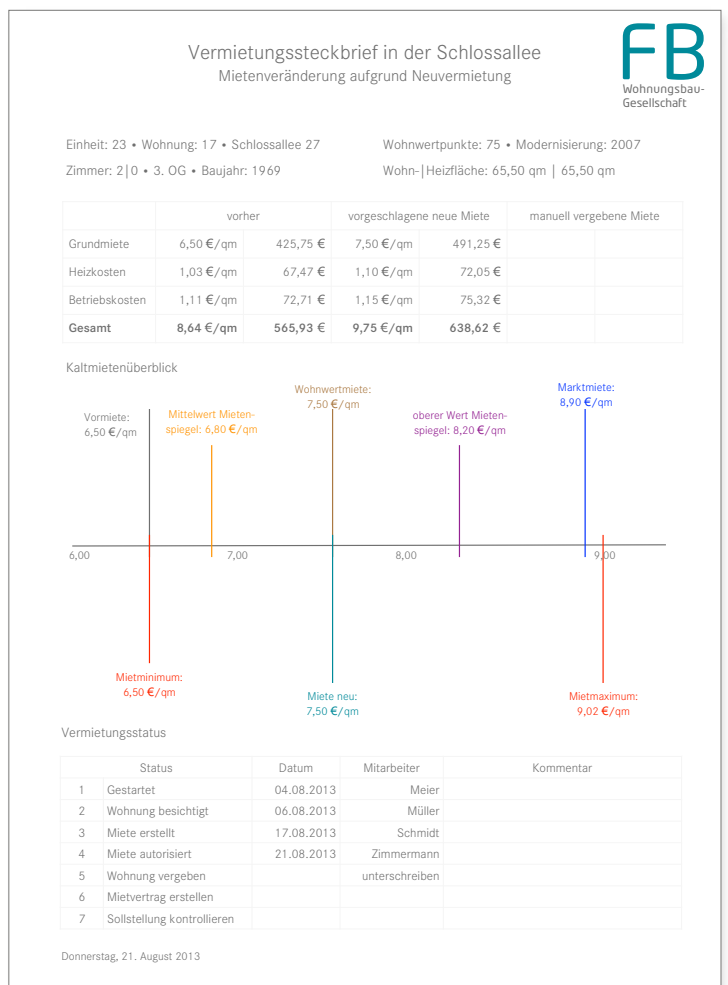 FB
Wohnungsbau-
Gesellschaft
Vermietungssteckbrief in der Schlossallee
Mietenveränderung aufgrund Neuvermietung
Einheit: 23 • Wohnung: 17 • Schlossallee 27
Wohnwertpunkte: 75 • Modernisierung: 2007
Zimmer: 2|0 • 3. OG • Baujahr: 1969
Wohn-|Heizfläche: 65,50 qm | 65,50 qm
vorher vorgeschlagene neue Miete manuell vergebene Miete
Grundmiete 6,50 €/qm 425,75 € 7,50 €/qm 491,25 €
Heizkosten 1,03 €/qm 67,47 € 1,10 €/qm 72,05 €
Betriebskosten 1,11 €/qm 72,71 € 1,15 €/qm 75,32 €
Gesamt 8,64 €/qm 565,93 € 9,75 €/qm 638,62 €
Kaltmietenüberblick
Vormiete:
6,50 €/qm
Mittelwert Mieten-
spiegel: 6,80 €/qm
Wohnwertmiete:
7,50 €/qm
oberer Wert Mieten-
spiegel: 8,20 €/qm
Marktmiete:
8,90 €/qm
6,00 7,00 8,00 9,00
Mietminimum:
6,50 €/qm
Miete neu:
7,50 €/qm
Mietmaximum:
9,02 €/qm
Vermietungsstatus
Status Datum Mitarbeiter Kommentar
1 Gestartet 04.08.2013 Meier
2 Wohnung besichtigt 06.08.2013 Müller
3 Miete erstellt 17.08.2013 Schmidt
4 Miete autorisiert 21.08.2013 Zimmermann
5 Wohnung vergeben unterschreiben
6 Mietvertrag erstellen
7 Sollstellung kontrollieren
Donnerstag, 21. August 2013